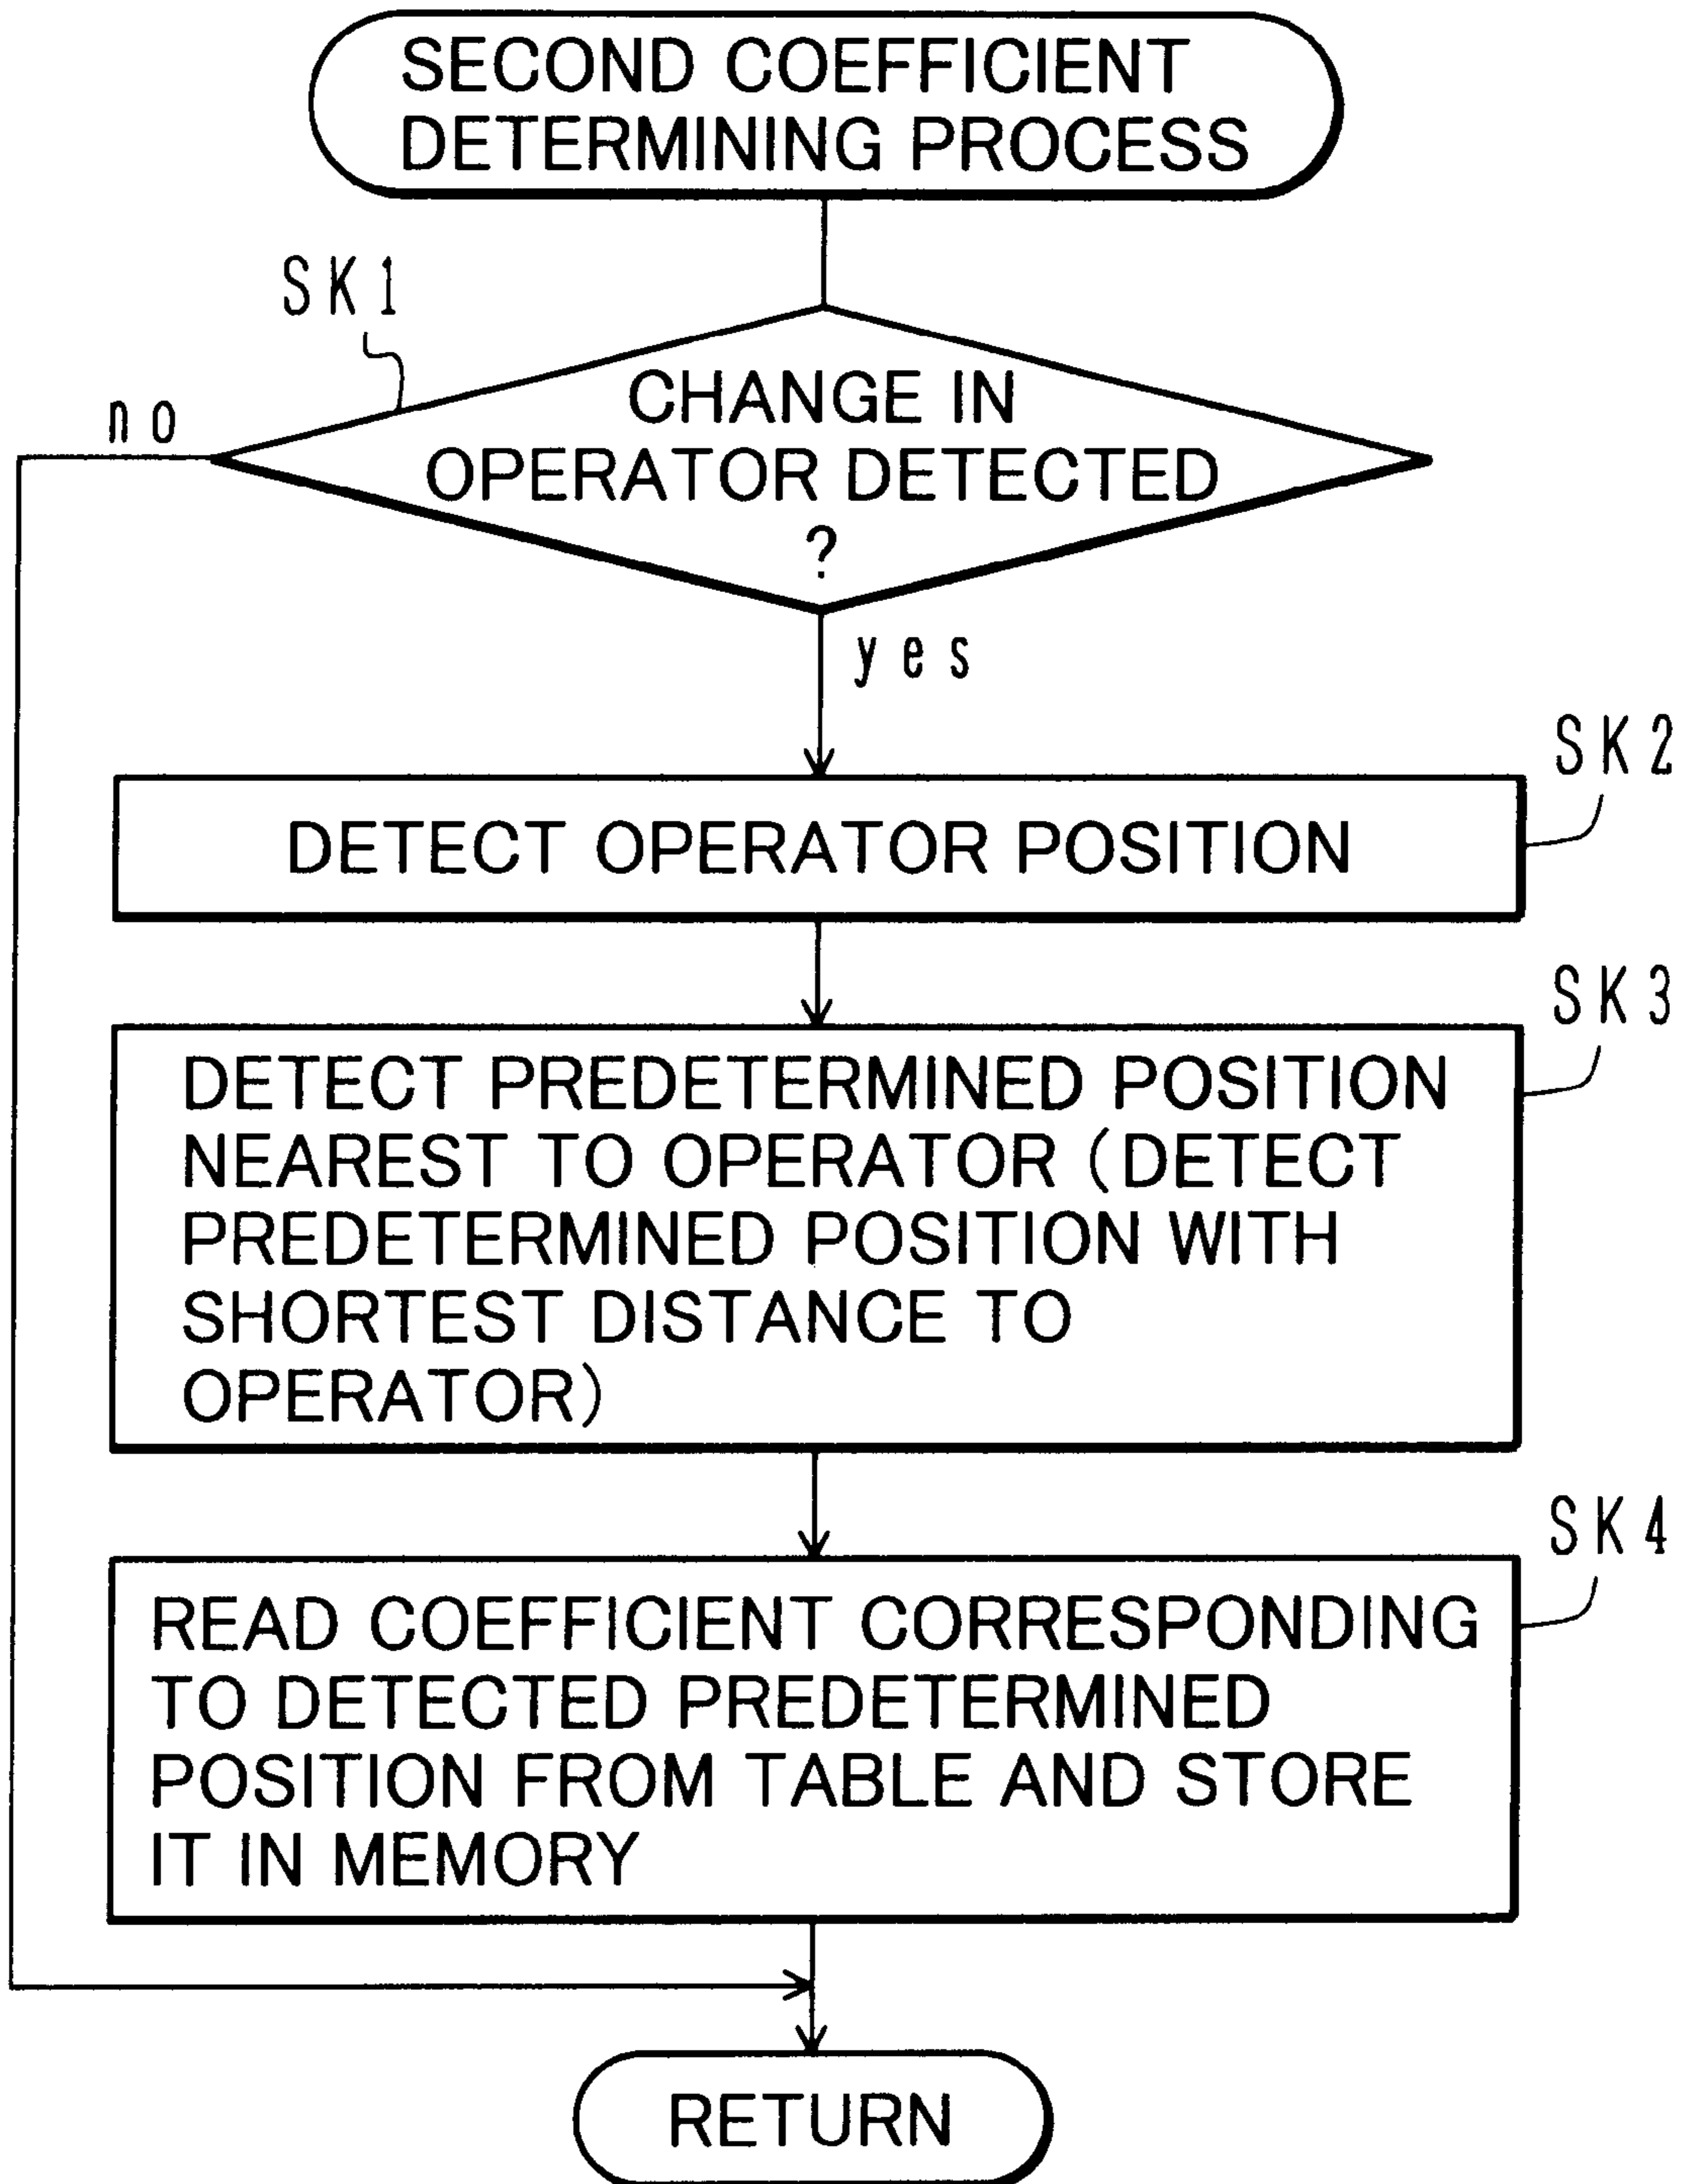 SECOND COEFFICIENT
DETERMINING PROCESS
SK1
CHANGE IN
no
OPERATOR DETECTED
?
yes
SK2
DETECT OPERATOR POSITION
SK3
DETECT PREDETERMINED POSITION
NEAREST TO OPERATOR (DETECT
PREDETERMINED POSITION WITH
SHORTEST DISTANCE TO
OPERATOR)
SK4
READ COEFFICIENT CORRESPONDING
TO DETECTED PREDETERMINED
POSITION FROM TABLE AND STORE
IT IN MEMORY
RETURN